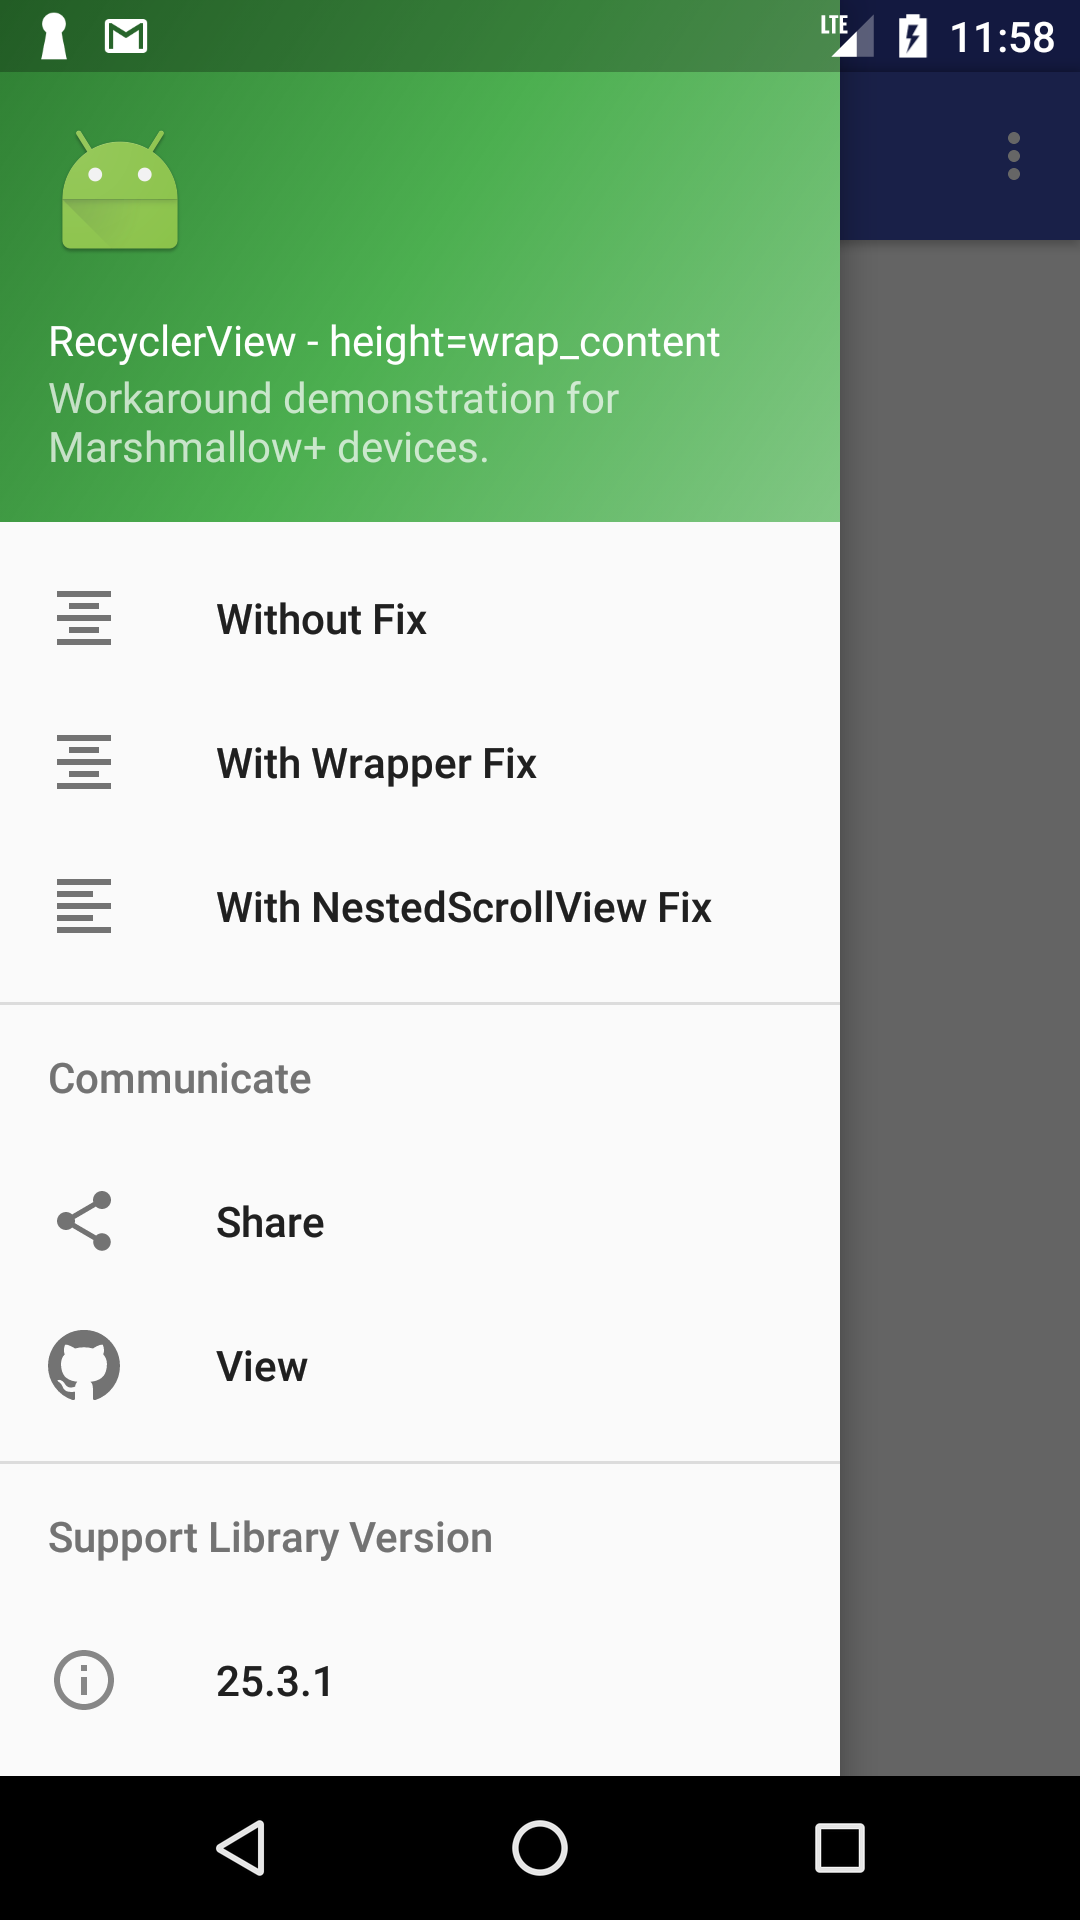 LTE 11:58
RecyclerView - height=wrap_content
Workaround demonstration for
Marshmallow+ devices.
Without Fix
With Wrapper Fix
With NestedScrollView Fix
Communicate
Share
View
Support Library Version
25.3.1